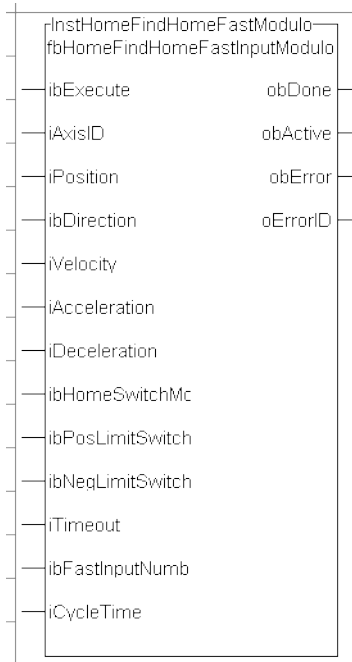 InstHomeFindHomeFastModulo
fbHomeFindHomeFastInputModulo
ibExecute obDone
iAxisID obActive
iPosition obError
ibDirection oErrorID
iVelocity
iAcceleration
iDeceleration
ibHomeSwitchMc
ibPosLimitSwitch
ibNegLimitSwitch
iTimeout
ibFastInputNumb
iCycleTime